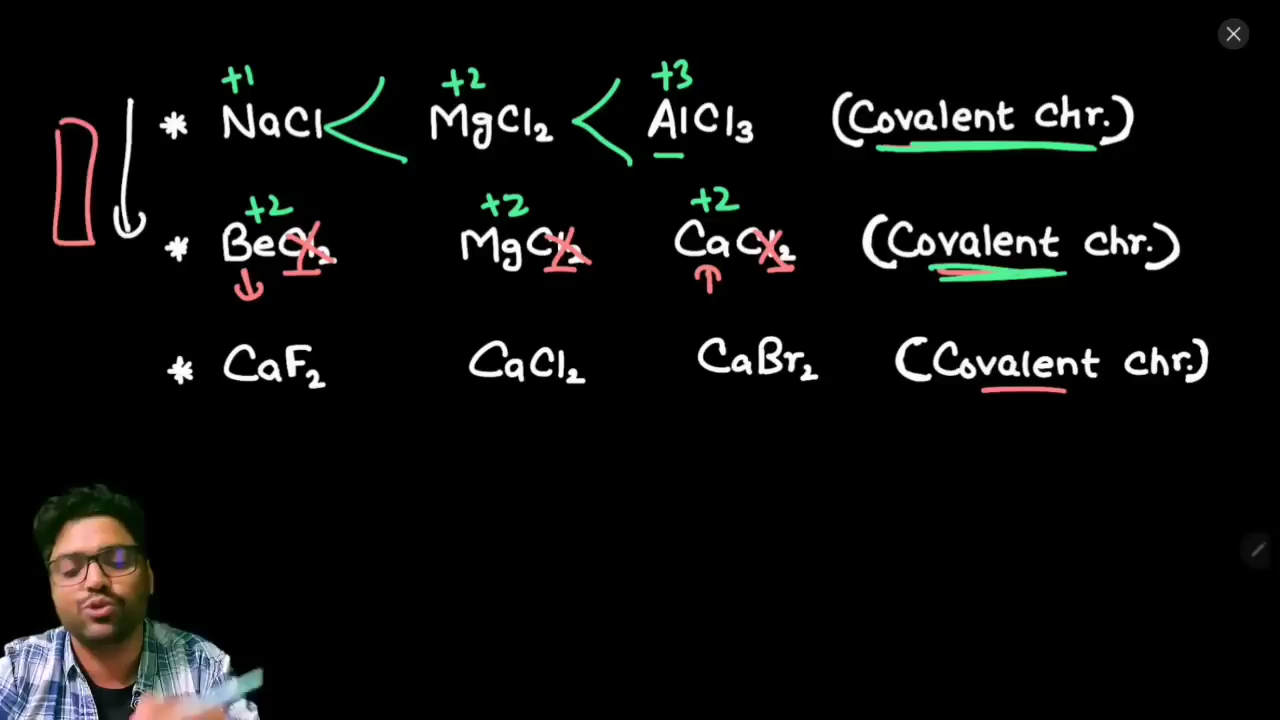 +1 +2 +3
* NaCl < MgCl2 < AlCl3 (Covalent chr.)
+2 +2 +2
* BeCl2 MgCl2 CaCl2 (Covalent chr.)
* CaF2 CaCl2 CaBr2 (Covalent chr.)